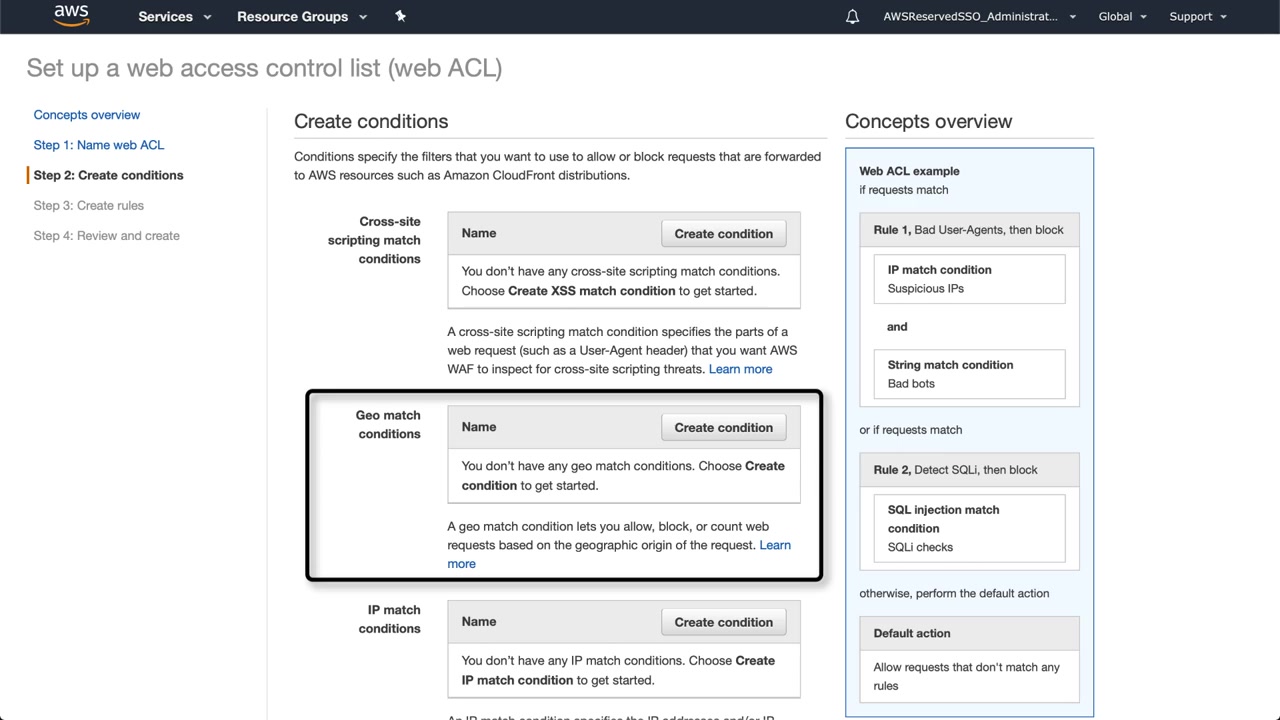 aws
Services
Resource Groups
AWSReservedSSO_Administrat...
Global
Support
Set up a web access control list (web ACL)
Concepts overview
Step 1: Name web ACL
Step 2: Create conditions
Step 3: Create rules
Step 4: Review and create
Create conditions
Conditions specify the filters that you want to use to allow or block requests that are forwarded
to AWS resources such as Amazon CloudFront distributions.
Cross-site
scripting match
conditions
Name
Create condition
You don't have any cross-site scripting match conditions.
Choose Create XSS match condition to get started.
A cross-site scripting match condition specifies the parts of a
web request (such as a User-Agent header) that you want AWS
WAF to inspect for cross-site scripting threats. Learn more
Geo match
conditions
Name
Create condition
You don't have any geo match conditions. Choose Create
condition to get started.
A geo match condition lets you allow, block, or count web
requests based on the geographic origin of the request. Learn
more
IP match
conditions
Name
Create condition
You don't have any IP match conditions. Choose Create
IP match condition to get started.
An IP match condition specifies the IP addresses and/or IP
Concepts overview
Web ACL example
if requests match
Rule 1, Bad User-Agents, then block
IP match condition
Suspicious IPs
and
String match condition
Bad bots
or if requests match
Rule 2, Detect SQLi, then block
SQL injection match
condition
SQLi checks
otherwise, perform the default action
Default action
Allow requests that don't match any
rules